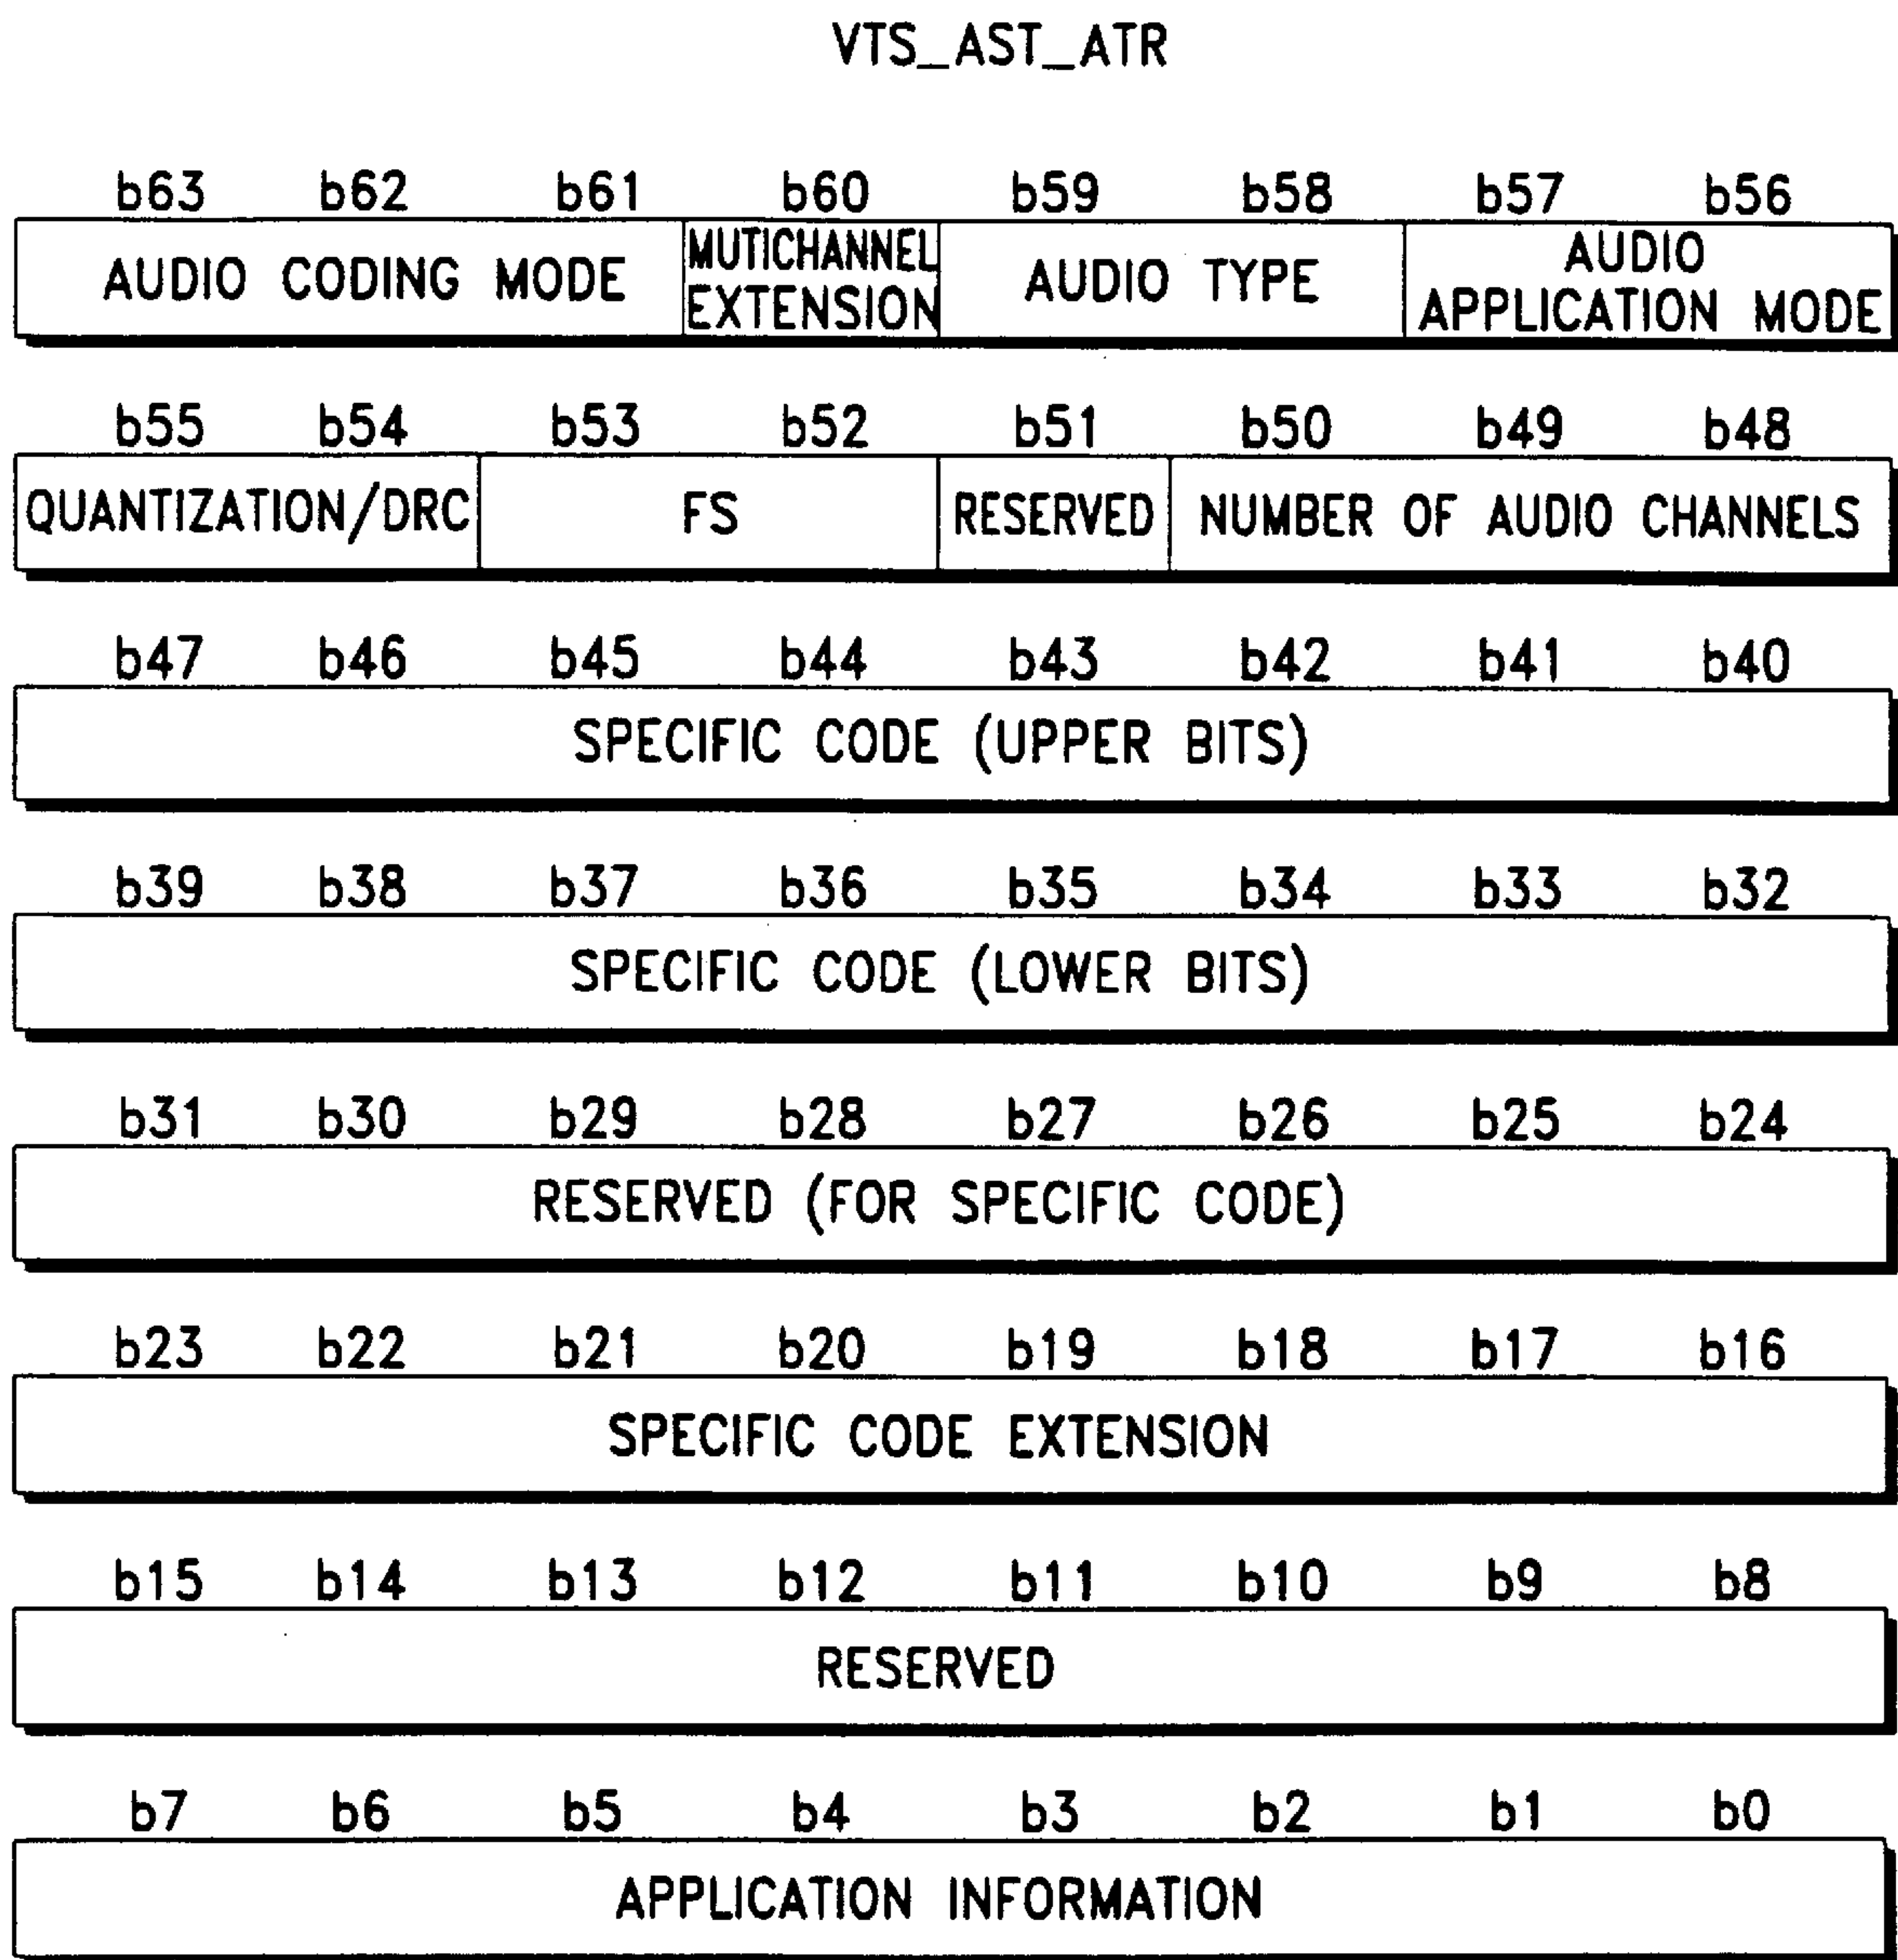 VTS_AST_ATR
b63 b62 b61 b60 b59 b58 b57 b56
AUDIO CODING MODE
MUTICHANNEL
EXTENSION
AUDIO TYPE
AUDIO
APPLICATION MODE
b55 b54 b53 b52 b51 b50 b49 b48
QUANTIZATION/DRC FS RESERVED NUMBER OF AUDIO CHANNELS
b47 b46 b45 b44 b43 b42 b41 b40
SPECIFIC CODE (UPPER BITS)
b39 b38 b37 b36 b35 b34 b33 b32
SPECIFIC CODE (LOWER BITS)
b31 b30 b29 b28 b27 b26 b25 b24
RESERVED (FOR SPECIFIC CODE)
b23 b22 b21 b20 b19 b18 b17 b16
SPECIFIC CODE EXTENSION
b15 b14 b13 b12 b11 b10 b9 b8
RESERVED
b7 b6 b5 b4 b3 b2 b1 b0
APPLICATION INFORMATION